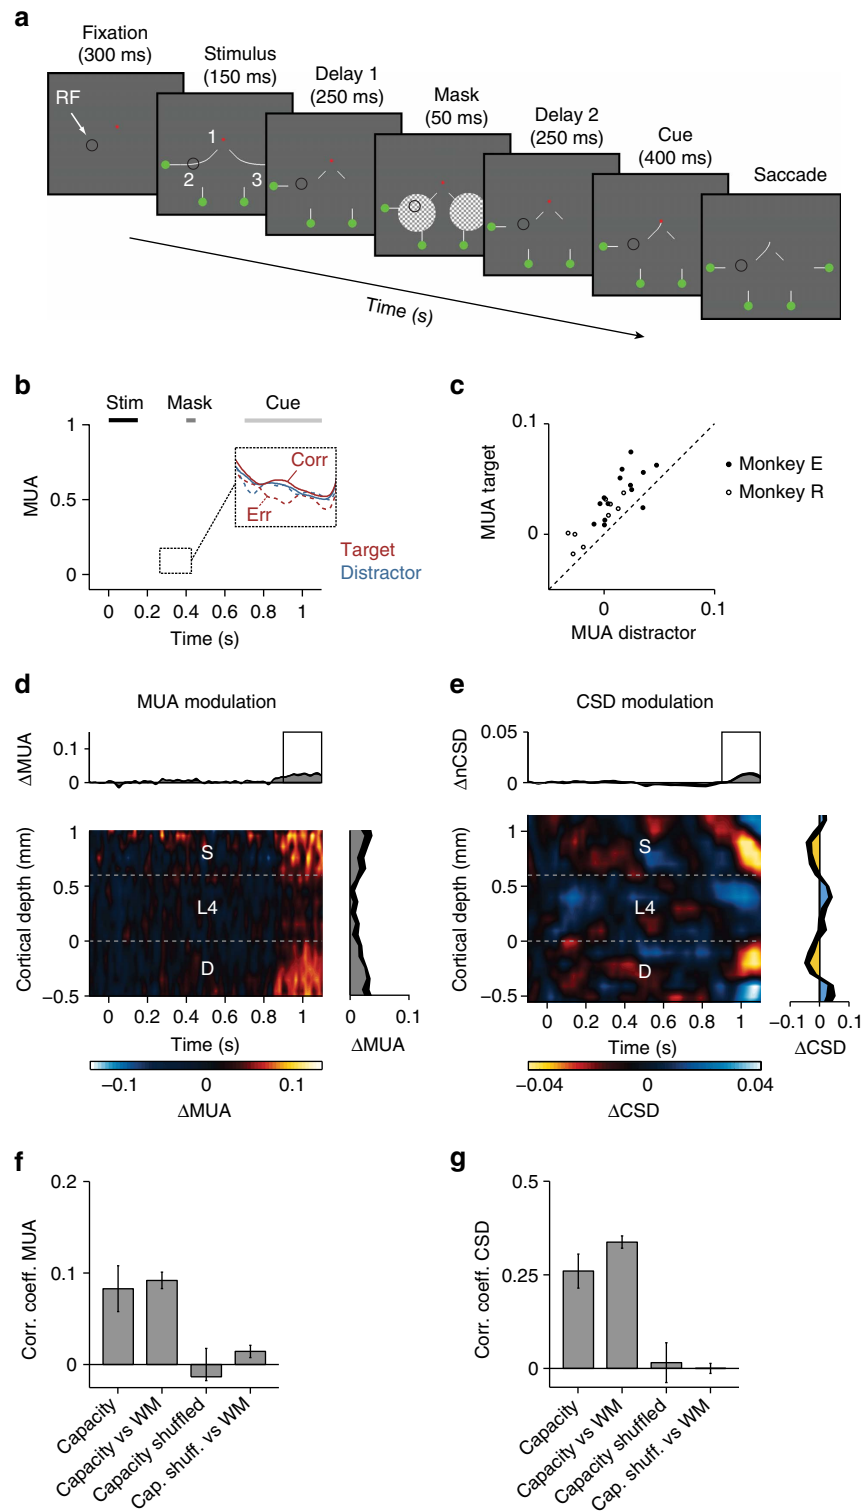 a
Fixation
(300 ms)
Stimulus
(150 ms)
Delay 1
(250 ms)
Mask
(50 ms)
Delay 2
(250 ms)
Cue
(400 ms)
Saccade
RF
1
2
3
Time (s)
b
Stim
Mask
Cue
1
0.5
0
MUA
Corr
Err
Target
Distractor
0 0.2 0.4 0.6 0.8 1
Time (s)
c
0.1
0
MUA target
Monkey E
Monkey R
0 0.1
MUA distractor
d
MUA modulation
0.1
0
ΔMUA
1
0.5
0
−0.5
Cortical depth (mm)
S
L4
D
0 0.2 0.4 0.6 0.8 1
Time (s)
0 0.1
ΔMUA
−0.1 0 0.1
ΔMUA
e
CSD modulation
0.05
0
ΔnCSD
1
0.5
0
−0.5
Cortical depth (mm)
S
L4
D
0 0.2 0.4 0.6 0.8 1
Time (s)
−0.1 0 0.1
ΔCSD
−0.04 0 0.04
ΔCSD
f
0.2
0.1
0
Corr. coeff. MUA
Capacity
Capacity vs WM
Capacity shuffled
Cap. shuff. vs WM
g
0.5
0.25
0
Corr. coeff. CSD
Capacity
Capacity vs WM
Capacity shuffled
Cap. shuff. vs WM